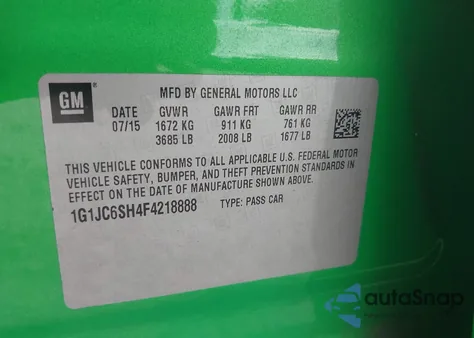 GM
MFD BY GENERAL MOTORS LLC
DATE GVWR GAWR FRT GAWR RR
07/15 1672 KG 911 KG 761 KG
3685 LB 2008 LB 1677 LB
THIS VEHICLE CONFORMS TO ALL APPLICABLE U.S. FEDERAL MOTOR
VEHICLE SAFETY, BUMPER, AND THEFT PREVENTION STANDARDS IN
EFFECT ON THE DATE OF MANUFACTURE SHOWN ABOVE.
1G1JC6SH4F4218888 TYPE: PASS CAR
autoSnap